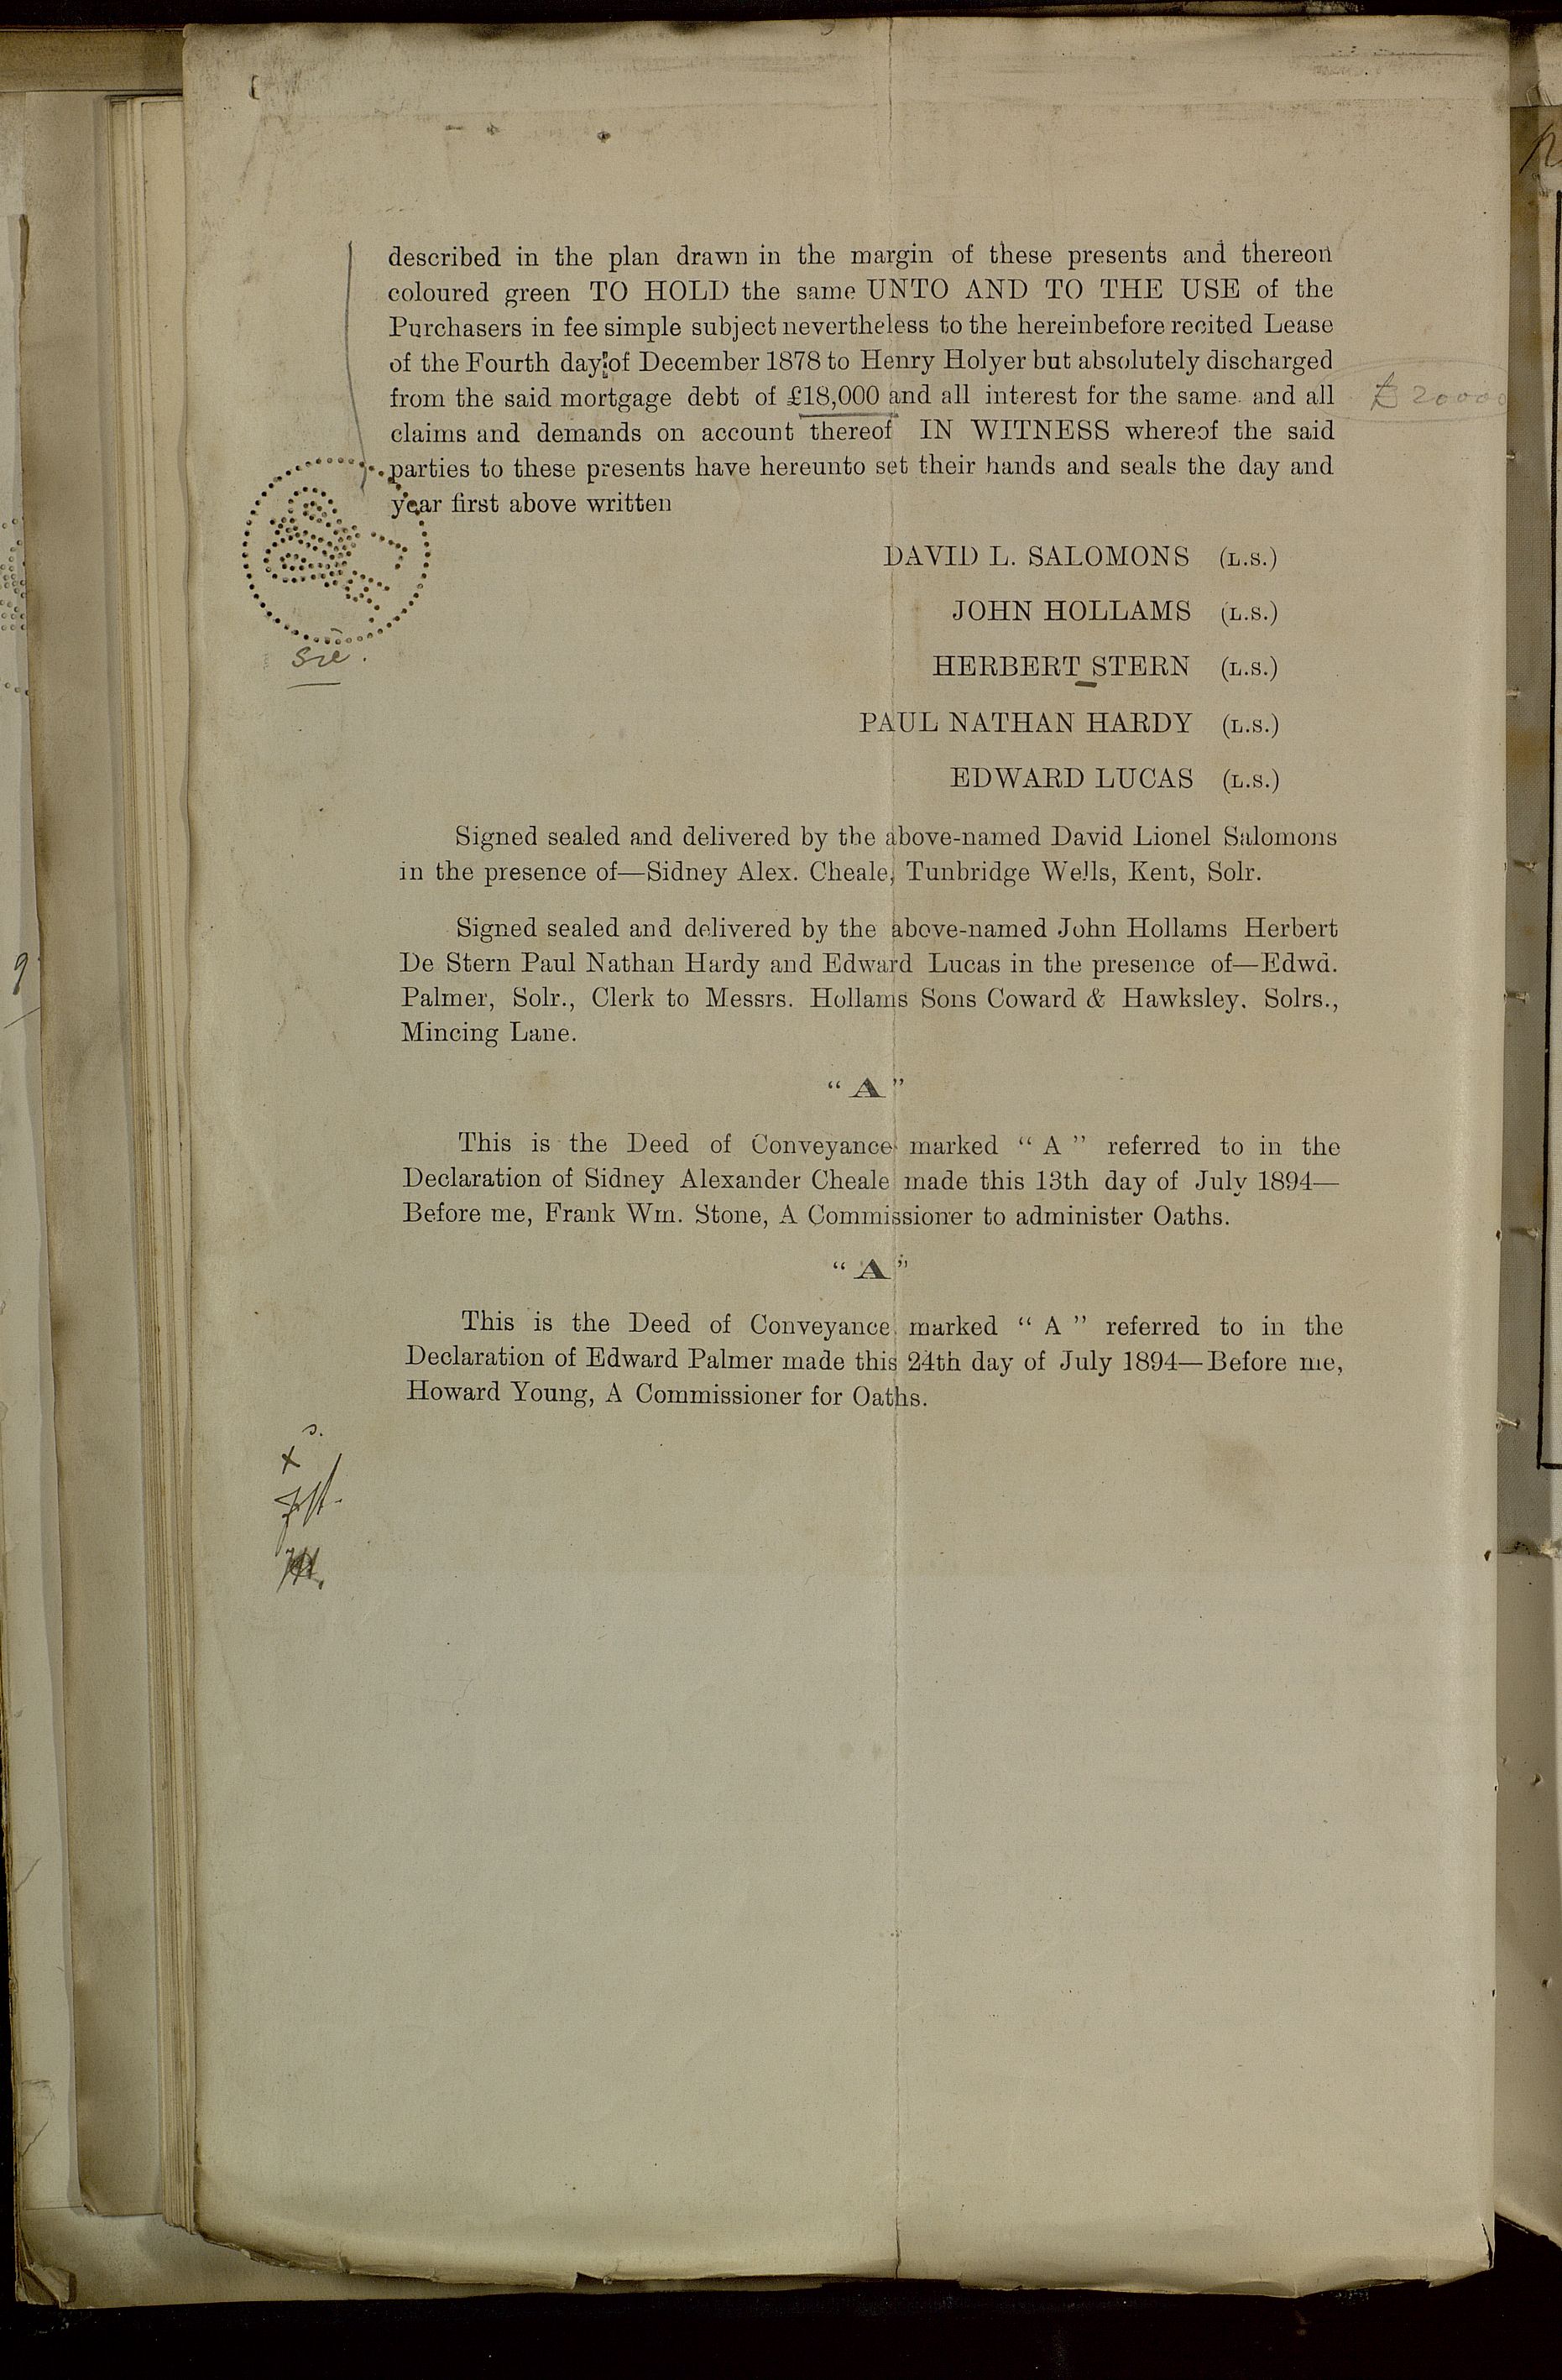 described in the plan drawn in the margin of these presents and thereon
coloured green TO HOLD the same UNTO AND TO THE USE of the
Purchasers in fee simple subject nevertheless to the hereinbefore recited Lease
of the Fourth day of December 1878 to Henry Holyer but absolutely discharged
from the said mortgage debt of £18,000 and all interest for the same and all
£20000
claims and demands on account thereof IN WITNESS whereof the said
parties to these presents have hereunto set their hands and seals the day and
year first above written
DAVID L. SALOMONS (L.S.)
JOHN HOLLAMS (L.S.)
HERBERT STERN (L.S.)
PAUL NATHAN HARDY (L.S.)
EDWARD LUCAS (L.S.)
Signed sealed and delivered by the above-named David Lionel Salomons
in the presence of—Sidney Alex. Cheale, Tunbridge Wells, Kent, Solr.
Signed sealed and delivered by the above-named John Hollams Herbert
De Stern Paul Nathan Hardy and Edward Lucas in the presence of—Edwd.
Palmer, Solr., Clerk to Messrs. Hollams Sons Coward & Hawksley, Solrs.,
Mincing Lane.
“ A ”
This is the Deed of Conveyance marked “ A ” referred to in the
Declaration of Sidney Alexander Cheale made this 13th day of July 1894—
Before me, Frank Wm. Stone, A Commissioner to administer Oaths.
“ A ”
This is the Deed of Conveyance marked “ A ” referred to in the
Declaration of Edward Palmer made this 24th day of July 1894—Before me,
Howard Young, A Commissioner for Oaths.